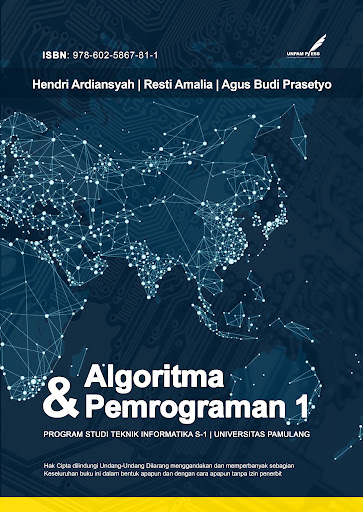 ISBN: 978-602-5867-81-1
UNPAM PRESS
Hendri Ardiansyah | Resti Amalia | Agus Budi Prasetyo
Algoritma
& Pemrograman 1
PROGRAM STUDI TEKNIK INFORMATIKA S-1 | UNIVERSITAS PAMULANG
Hak Cipta dilindungi Undang-Undang Dilarang menggandakan dan memperbanyak sebagian
Keseluruhan buku ini dalam bentuk apapun dan dengan cara apapun tanpa izin penerbit